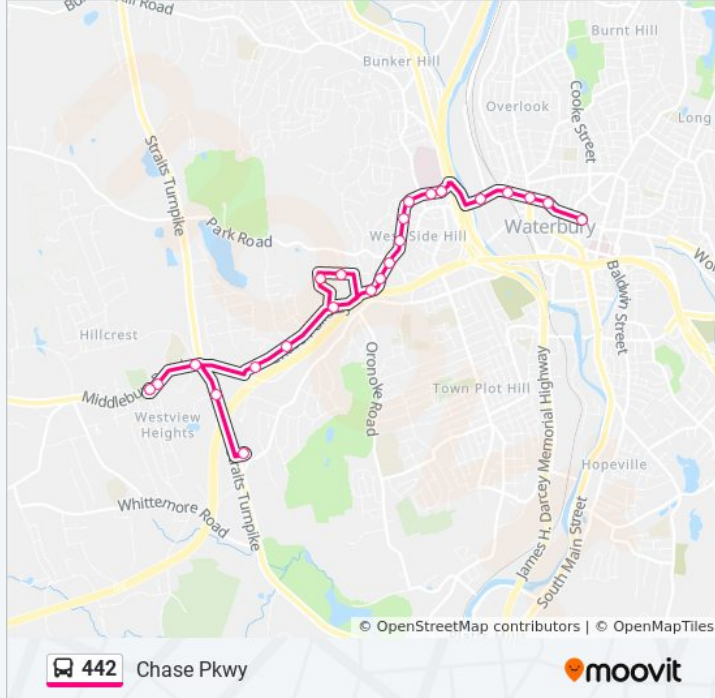 Road
Burnt Hill
Bunker Hill
Overlook
Cooke Street
Long
Straits Turnpike
Park Road
West Side Hill
Waterbury
Baldwin Street
Hillcrest
Oronoke Road
Town Plot Hill
James H. Darcey Memorial Highway
Westview
Heights
Hopeville
Whittemore Road
Straits Turnpike
South Main Street
© OpenStreetMap contributors | © OpenMapTiles
442 Chase Pkwy
moovit